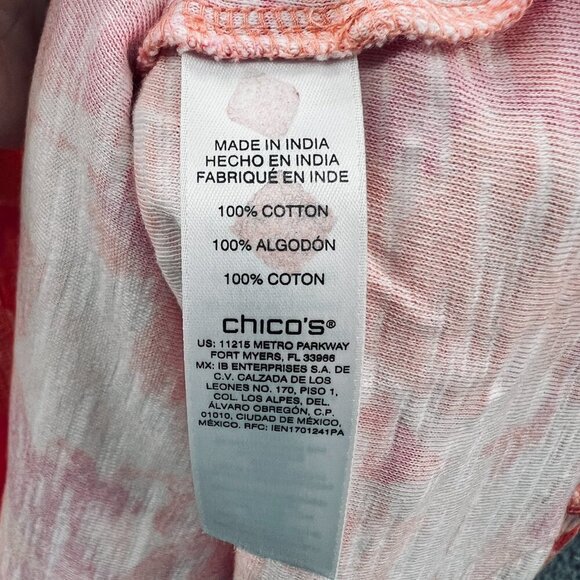 MADE IN INDIA
HECHO EN INDIA
FABRIQUÉ EN INDE
100% COTTON
100% ALGODÓN
100% COTON
chico's®
US: 11215 METRO PARKWAY
FORT MYERS, FL 33966
MX: IB ENTERPRISES S.A. DE
C.V. CALZADA DE LOS
LEONES NO. 170, PISO 1,
COL. LOS ALPES, DEL.
ÁLVARO OBREGÓN, C.P.
01010, CIUDAD DE MÉXICO,
MÉXICO. RFC: IEN1701241PA